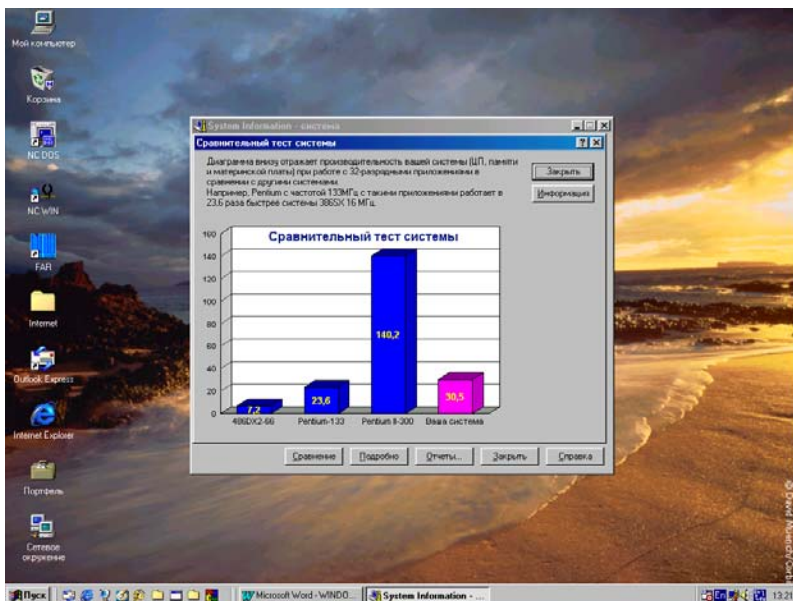 Мой компьютер
Корзина
NC DOS
NC WIN
FAR
Internet
Outlook Express
Internet Explorer
Портфель
Сетевое
окружение
System Information - система
Сравнительный тест системы
Диаграмма внизу отражает производительность вашей системы (ЦП, памяти
и материнской платы) при работе с 32-разрядными приложениями в
сравнении с другими системами.
Например, Pentium с частотой 133МГц с такими приложениями работает в
23.6 раза быстрее системы 386SX 16 МГц.
Закрыть
Информация
Сравнительный тест системы
160
140
120
100
80
60
40
20
0
7,2
23,6
140,2
30,5
486DX2-66
Pentium-133
Pentium II-300
Ваша система
Сравнение
Подробно
Отчеты...
Закрыть
Справка
Пуск
Microsoft Word - WINDO...
System Information - ...
En
13:21